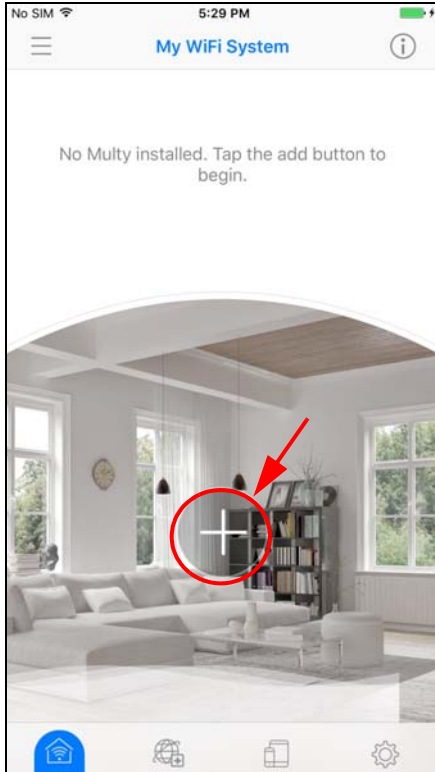 No SIM 5:29 PM
My WiFi System
No Multy installed. Tap the add button to
begin.